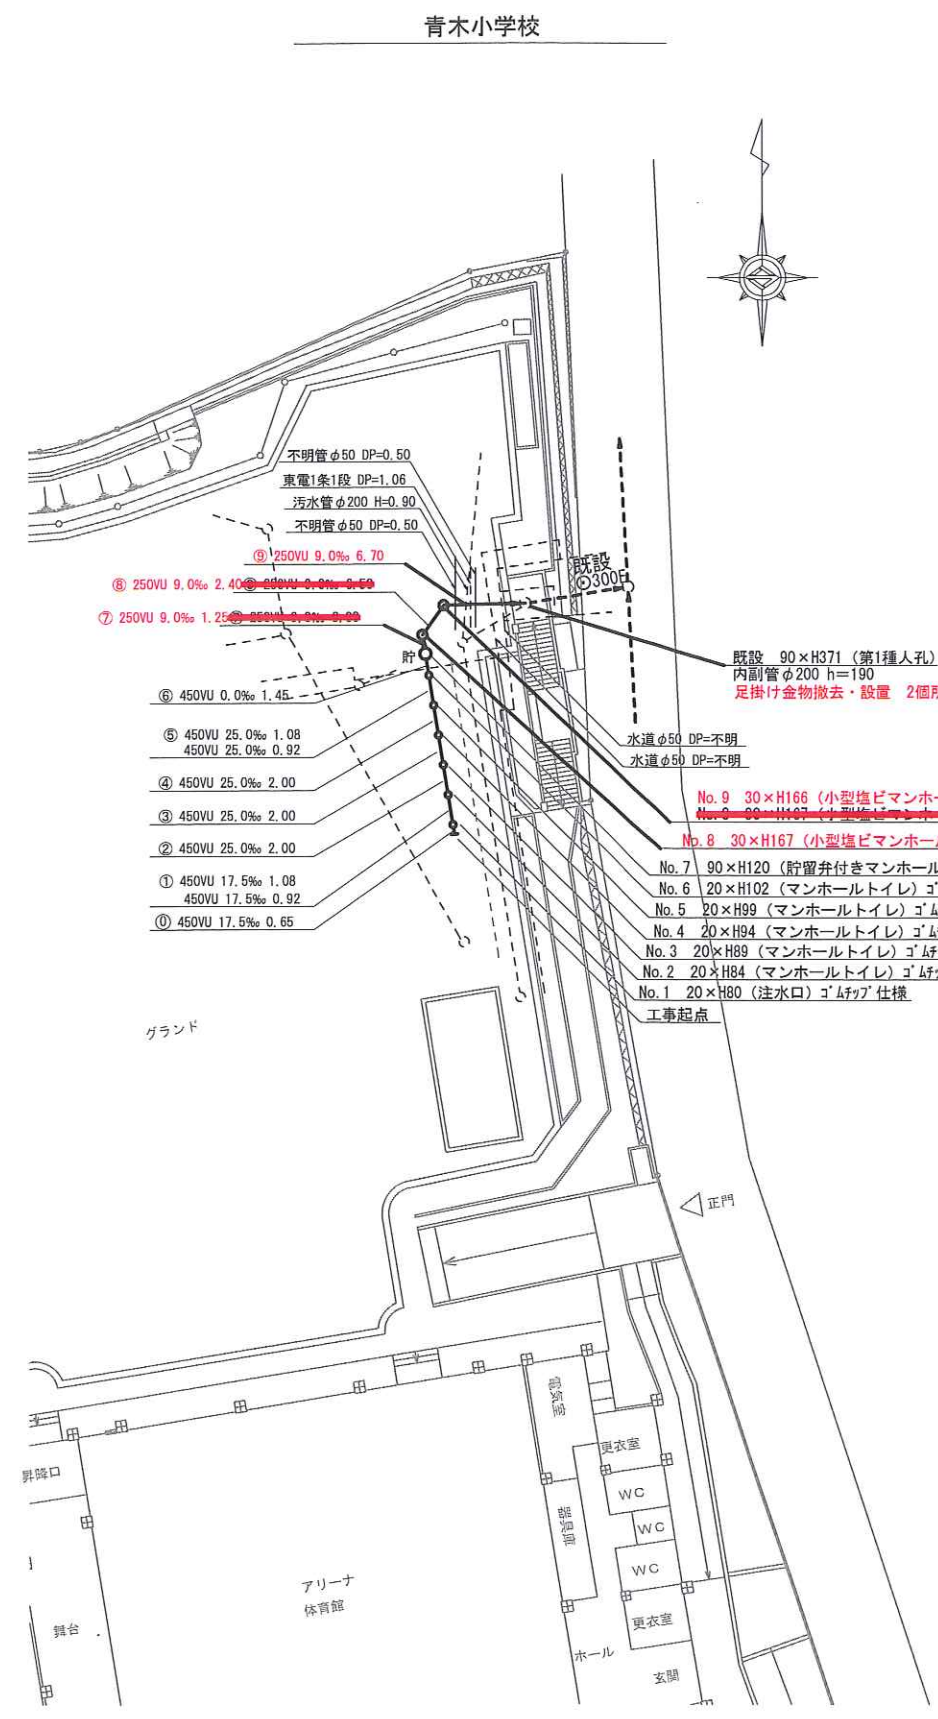 青木小学校
不明管φ50 DP=0.50
東電1条1段 DP=1.06
汚水管φ200 H=0.90
不明管φ50 DP=0.50
⑨ 250VU 9.0‰ 6.70
⑧ 250VU 9.0‰ 2.40
⑦ 250VU 9.0‰ 1.25
既設
300
貯
⑥ 450VU 0.0‰ 1.45
⑤ 450VU 25.0‰ 1.08
450VU 25.0‰ 0.92
④ 450VU 25.0‰ 2.00
③ 450VU 25.0‰ 2.00
② 450VU 25.0‰ 2.00
① 450VU 17.5‰ 1.08
450VU 17.5‰ 0.92
⓪ 450VU 17.5‰ 0.65
既設 90×H371 (第1種人孔)
内副管φ200 h=190
足掛け金物撤去・設置 2個所
水道φ50 DP=不明
水道φ50 DP=不明
No.9 30×H166 (小型塩ビマンホー
No.8 30×H167 (小型塩ビマンホール
No.7 90×H120 (貯留弁付きマンホール
No.6 20×H102 (マンホールトイレ) ゴ
No.5 20×H99 (マンホールトイレ) ゴム
No.4 20×H94 (マンホールトイレ) ゴム
No.3 20×H89 (マンホールトイレ) ゴムチ
No.2 20×H84 (マンホールトイレ) ゴムチッ
No.1 20×H80 (注水口) ゴムチップ仕様
工事起点
グランド
正門
電気室
更衣室
昇降口
WC
器具庫
WC
WC
アリーナ
体育館
舞台
更衣室
ホール
玄関